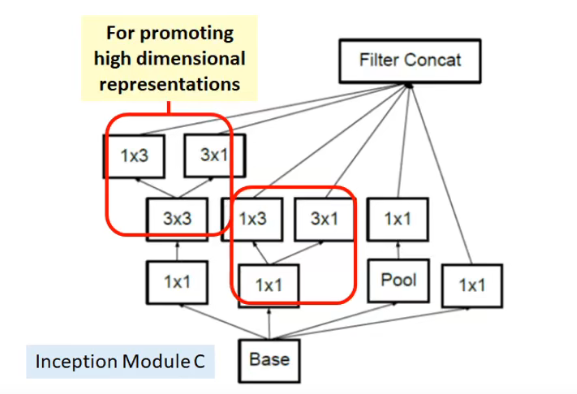 For promoting
high dimensional
representations
Filter Concat
1x3
3x1
3x3
1x3
3x1
1x1
1x1
1x1
Pool
1x1
Base
Inception Module C